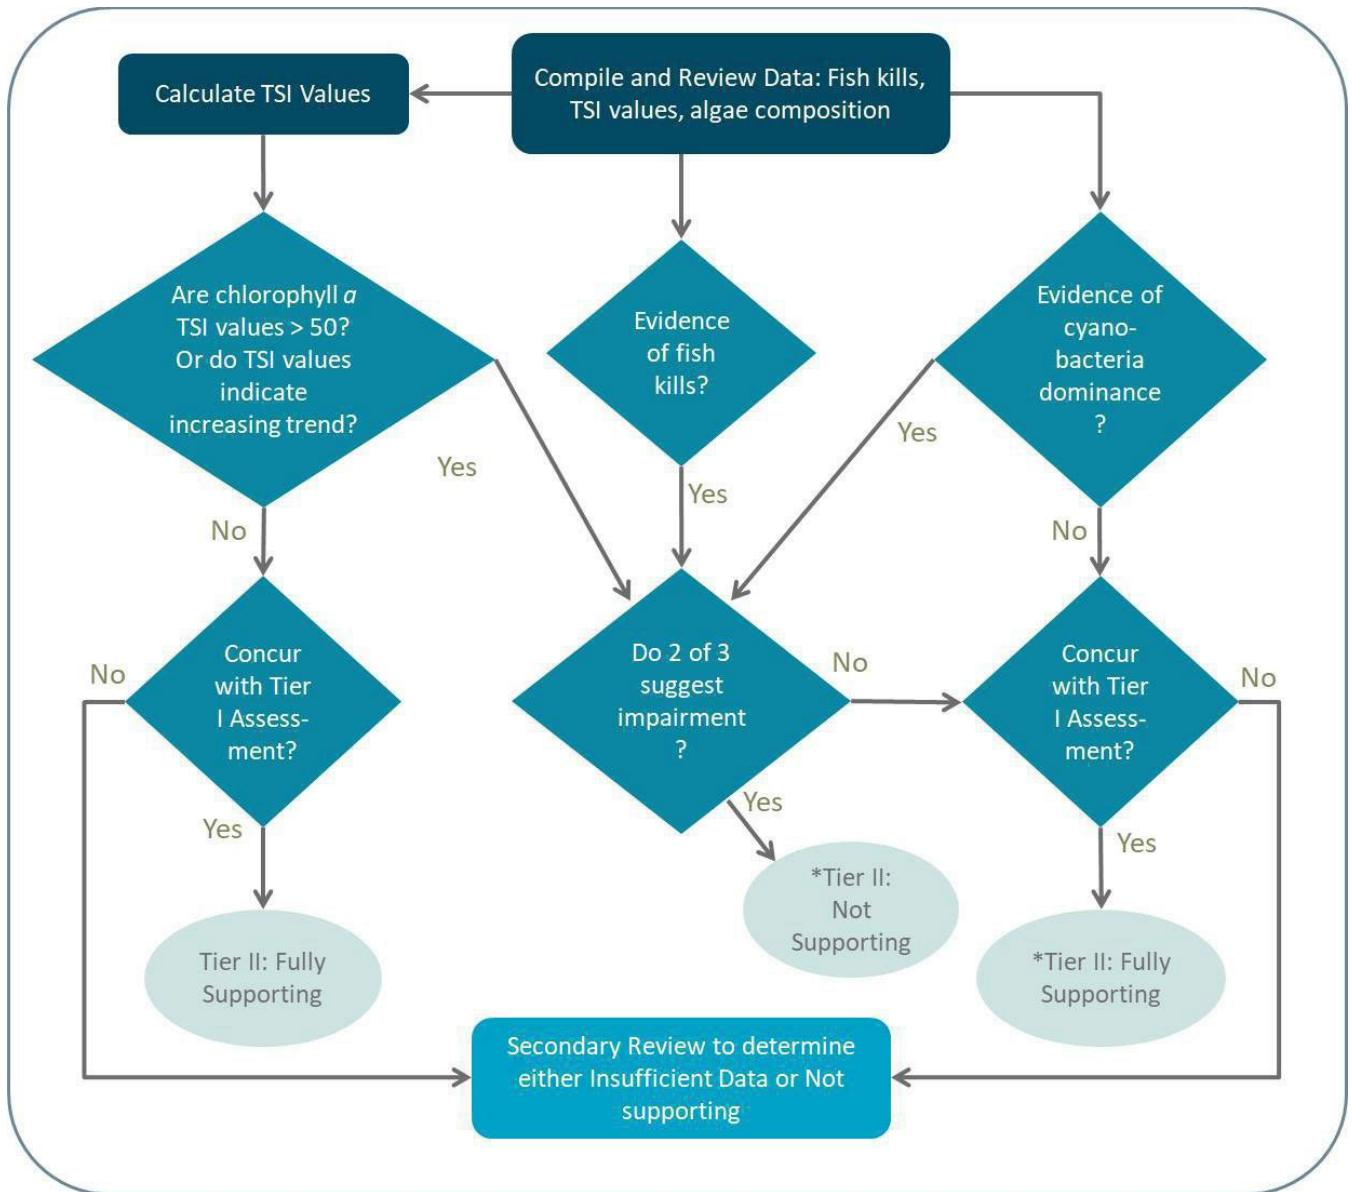 Calculate TSI Values
Compile and Review Data: Fish kills,
TSI values, algae composition
Are chlorophyll a
TSI values > 50?
Or do TSI values
indicate
increasing trend?
Evidence
of fish
kills?
Evidence of
cyano-
bacteria
dominance
?
Yes
Yes
Yes
No
No
Concur
with Tier
I Assess-
ment?
No
Yes
Do 2 of 3
suggest
impairment
?
No
Yes
Concur
with Tier
I Assess-
ment?
No
Yes
Tier II: Fully
Supporting
*Tier II:
Not
Supporting
*Tier II: Fully
Supporting
Secondary Review to determine
either Insufficient Data or Not
supporting